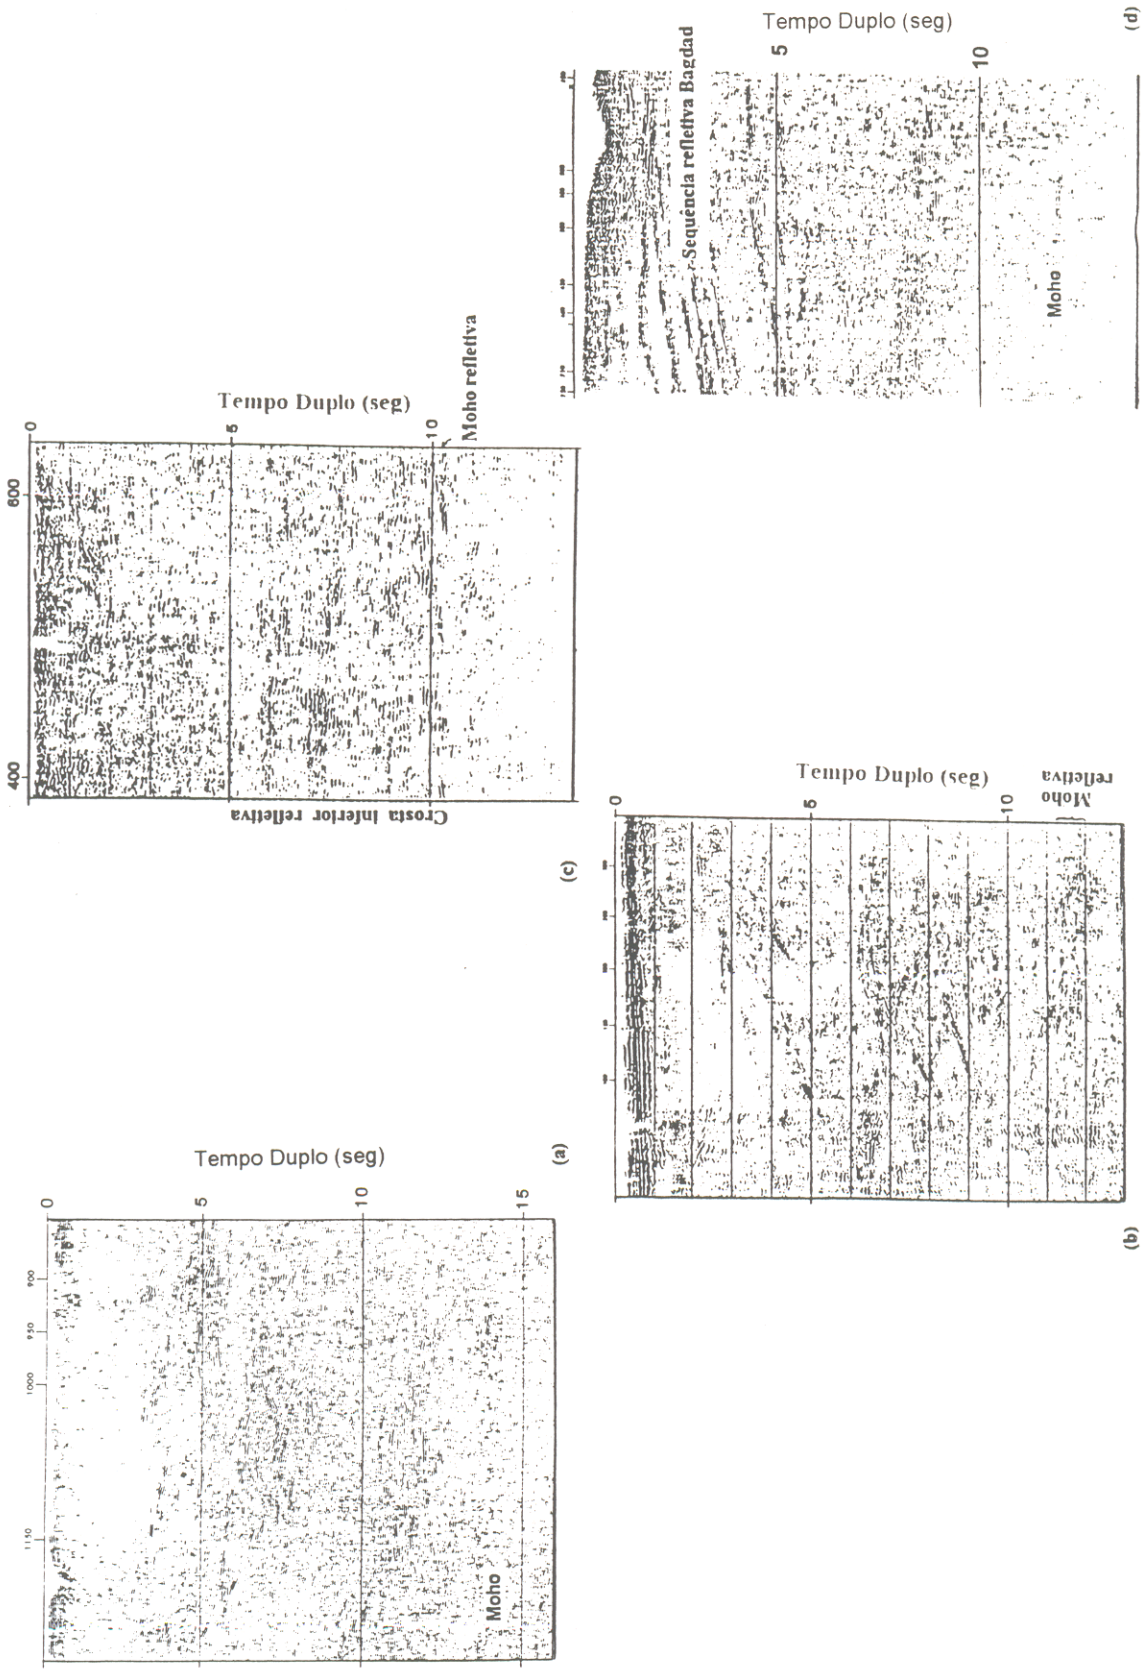 Tempo Duplo (seg)
0
5
10
15
900
950
1000
1150
Moho
(a)
Tempo Duplo (seg)
0
5
10
Moho
refletiva
(b)
Tempo Duplo (seg)
0
5
10
400
600
Crosta inferior refletiva
Moho refletiva
(c)
Tempo Duplo (seg)
5
10
Sequência refletiva Bagdad
Moho
(d)